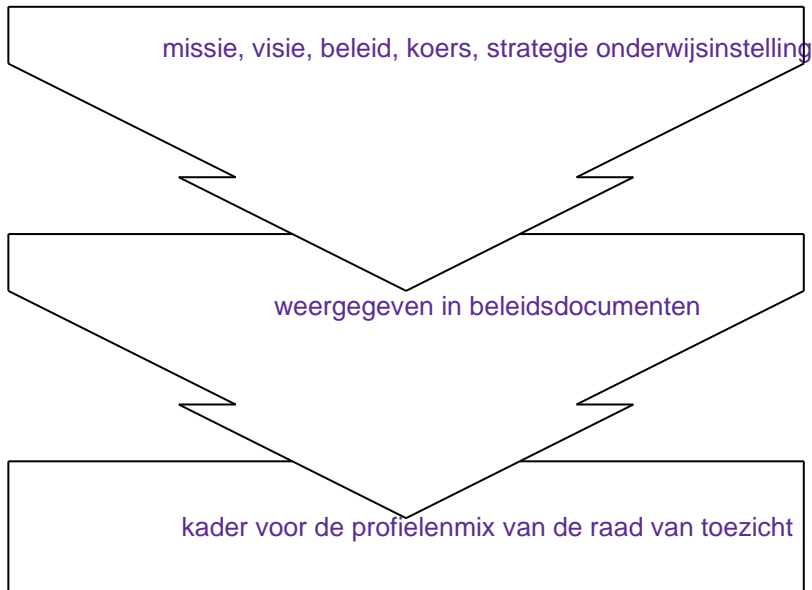 missie, visie, beleid, koers, strategie onderwijsinstelling
weergegeven in beleidsdocumenten
kader voor de profielenmix van de raad van toezicht